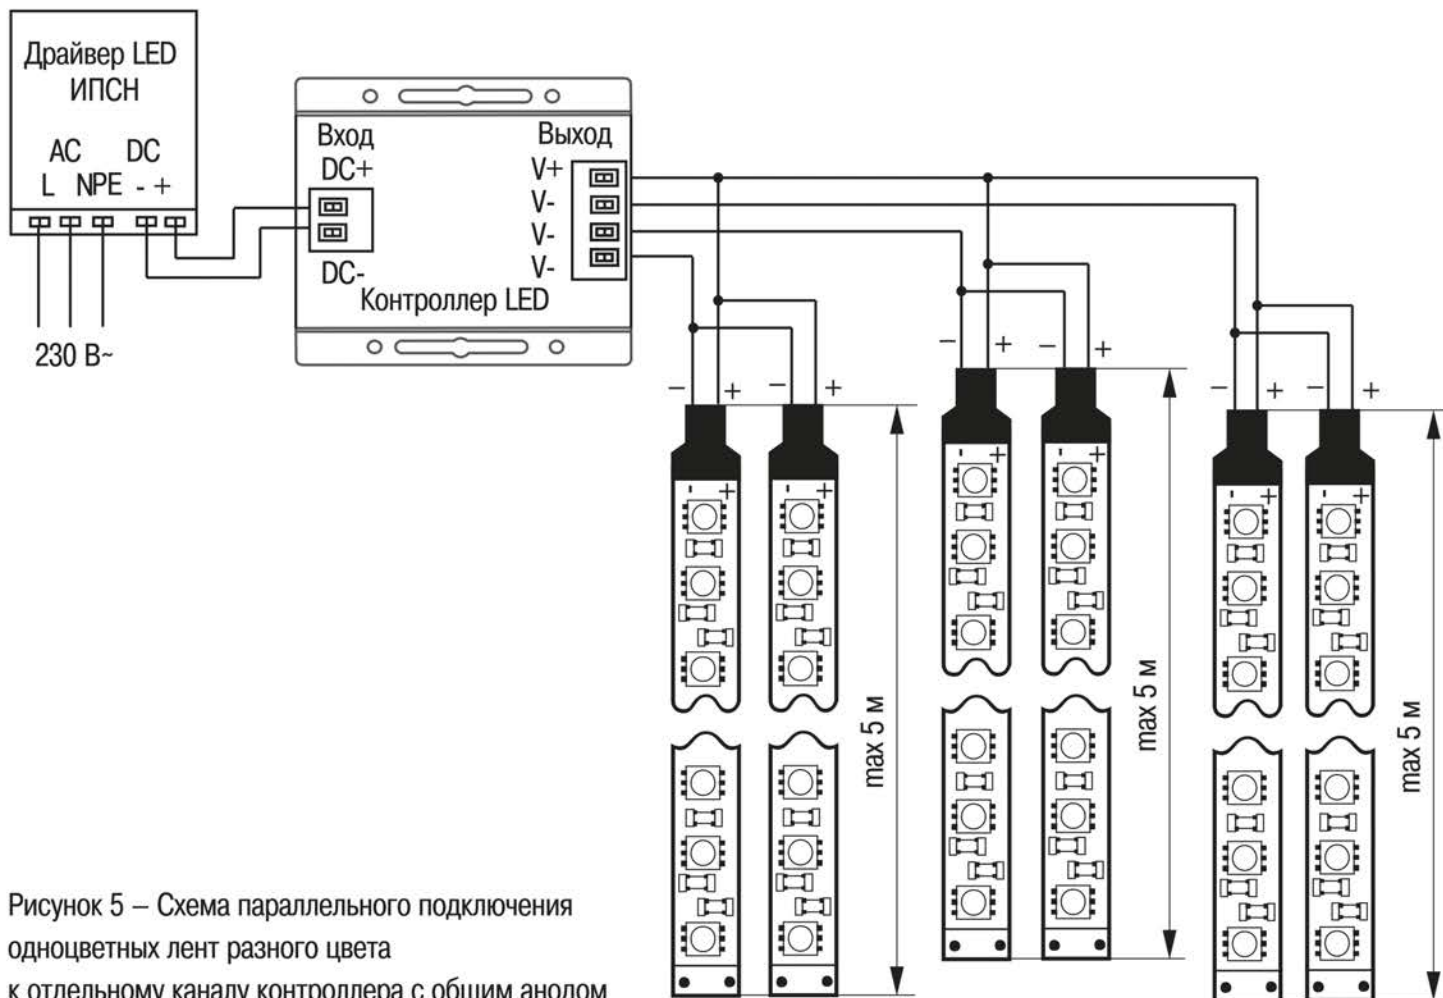 Драйвер LED
ИПСН
AC DC
L NPE - +
230 В~
Вход
DC+
DC-
Выход
V+
V-
V-
V-
Контроллер LED
- + - +
- + - +
- + - +
- + - +
- + - +
- + - +
max 5 м
max 5 м
max 5 м
Рисунок 5 – Схема параллельного подключения
одноцветных лент разного цвета
к отдельному каналу контроллера с общим анодом